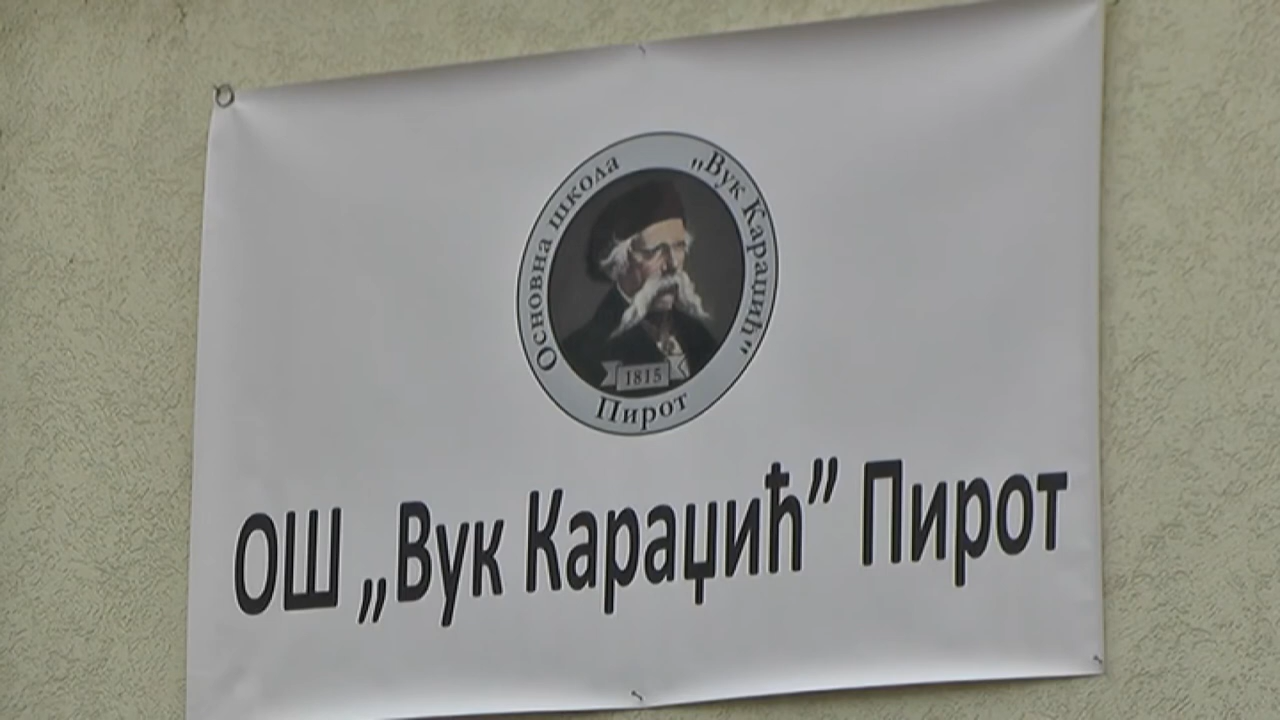 Основна школа
„Вук Караџић“
1815
Пирот
ОШ „Вук Караџић” Пирот